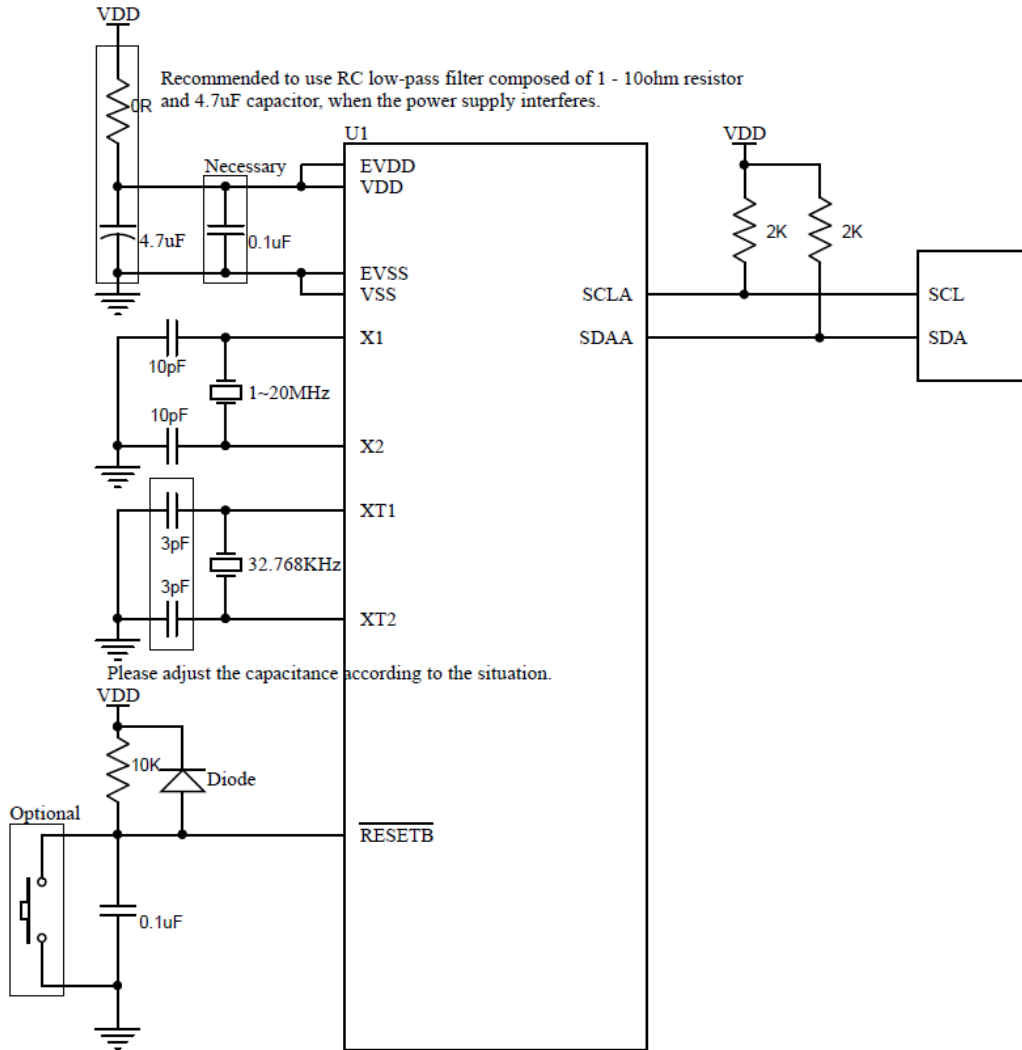 VDD
Recommended to use RC low-pass filter composed of 1 - 10ohm resistor
and 4.7uF capacitor, when the power supply interferes.
0R
U1
VDD
Necessary
EVDD
VDD
4.7uF
0.1uF
2K
2K
EVSS
VSS
SCLA
SCL
X1
SDAA
SDA
10pF
1~20MHz
10pF
X2
XT1
3pF
32.768KHz
3pF
XT2
Please adjust the capacitance according to the situation.
VDD
10K
Diode
Optional
RESETB
0.1uF